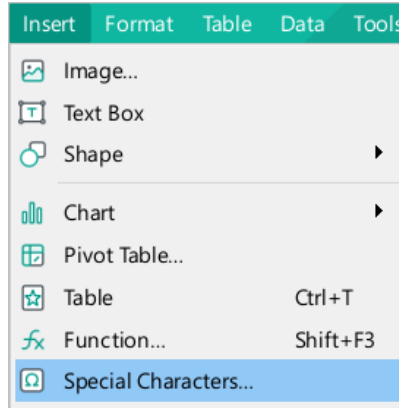 Insert Format Table Data Tools
Image...
Text Box
Shape
Chart
Pivot Table...
Table Ctrl+T
Function... Shift+F3
Special Characters...